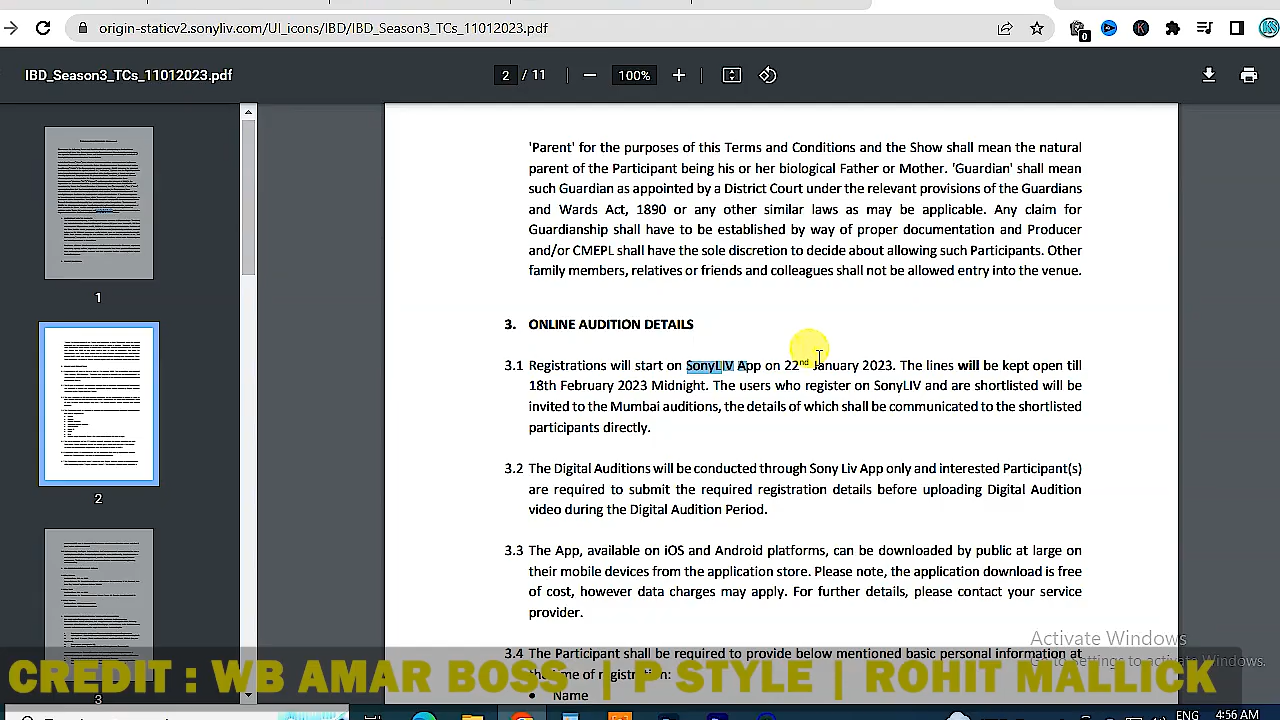 origin-staticv2.sonyliv.com/UI_icons/IBD/IBD_Season3_TCs_11012023.pdf
0
K
IBD_Season3_TCs_11012023.pdf
2 / 11
100%
'Parent' for the purposes of this Terms and Conditions and the Show shall mean the natural
parent of the Participant being his or her biological Father or Mother. 'Guardian' shall mean
such Guardian as appointed by a District Court under the relevant provisions of the Guardians
and Wards Act, 1890 or any other similar laws as may be applicable. Any claim for
Guardianship shall have to be established by way of proper documentation and Producer
and/or CMEPL shall have the sole discretion to decide about allowing such Participants. Other
family members, relatives or friends and colleagues shall not be allowed entry into the venue.
3. ONLINE AUDITION DETAILS
3.1 Registrations will start on SonyLIV App on 22nd January 2023. The lines will be kept open till
18th February 2023 Midnight. The users who register on SonyLIV and are shortlisted will be
invited to the Mumbai auditions, the details of which shall be communicated to the shortlisted
participants directly.
3.2 The Digital Auditions will be conducted through Sony Liv App only and interested Participant(s)
are required to submit the required registration details before uploading Digital Audition
video during the Digital Audition Period.
3.3 The App, available on iOS and Android platforms, can be downloaded by public at large on
their mobile devices from the application store. Please note, the application download is free
of cost, however data charges may apply. For further details, please contact your service
provider.
3.4 The Participant shall be required to provide below mentioned basic personal information at
the time of registration:
• Name
1
2
3
Activate Windows
Go to Settings to activate Windows.
CREDIT : WB AMAR BOSS | P STYLE | ROHIT MALLICK
ENG
4:56 AM